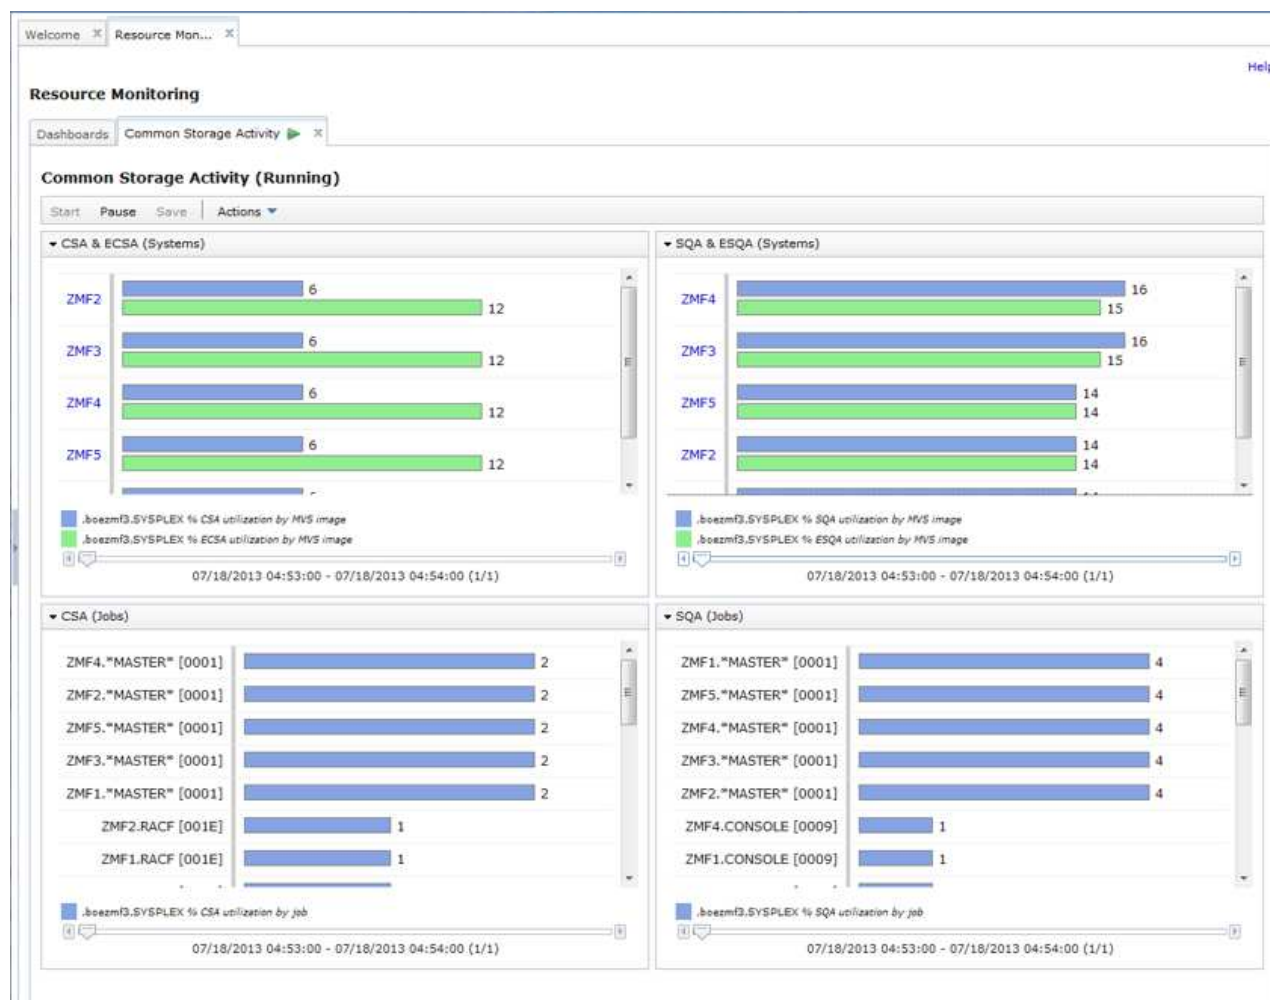 Welcome
Resource Mon...
Help
Resource Monitoring
Dashboards
Common Storage Activity
Common Storage Activity (Running)
Start Pause Save Actions
CSA & ECSA (Systems)
ZMF2
6
12
ZMF3
6
12
ZMF4
6
12
ZMF5
6
12
.boezmf3.SYSPLEX % CSA utilization by MVS image
.boezmf3.SYSPLEX % ECSA utilization by MVS image
07/18/2013 04:53:00 - 07/18/2013 04:54:00 (1/1)
SQA & ESQA (Systems)
ZMF4
16
15
ZMF3
16
15
ZMF5
14
14
ZMF2
14
14
.boezmf3.SYSPLEX % SQA utilization by MVS image
.boezmf3.SYSPLEX % ESQA utilization by MVS image
07/18/2013 04:53:00 - 07/18/2013 04:54:00 (1/1)
CSA (Jobs)
ZMF4.*MASTER* [0001] 2
ZMF2.*MASTER* [0001] 2
ZMF5.*MASTER* [0001] 2
ZMF3.*MASTER* [0001] 2
ZMF1.*MASTER* [0001] 2
ZMF2.RACF [001E] 1
ZMF1.RACF [001E] 1
.boezmf3.SYSPLEX % CSA utilization by job
07/18/2013 04:53:00 - 07/18/2013 04:54:00 (1/1)
SQA (Jobs)
ZMF1.*MASTER* [0001] 4
ZMF5.*MASTER* [0001] 4
ZMF4.*MASTER* [0001] 4
ZMF3.*MASTER* [0001] 4
ZMF2.*MASTER* [0001] 4
ZMF4.CONSOLE [0009] 1
ZMF1.CONSOLE [0009] 1
.boezmf3.SYSPLEX % SQA utilization by job
07/18/2013 04:53:00 - 07/18/2013 04:54:00 (1/1)